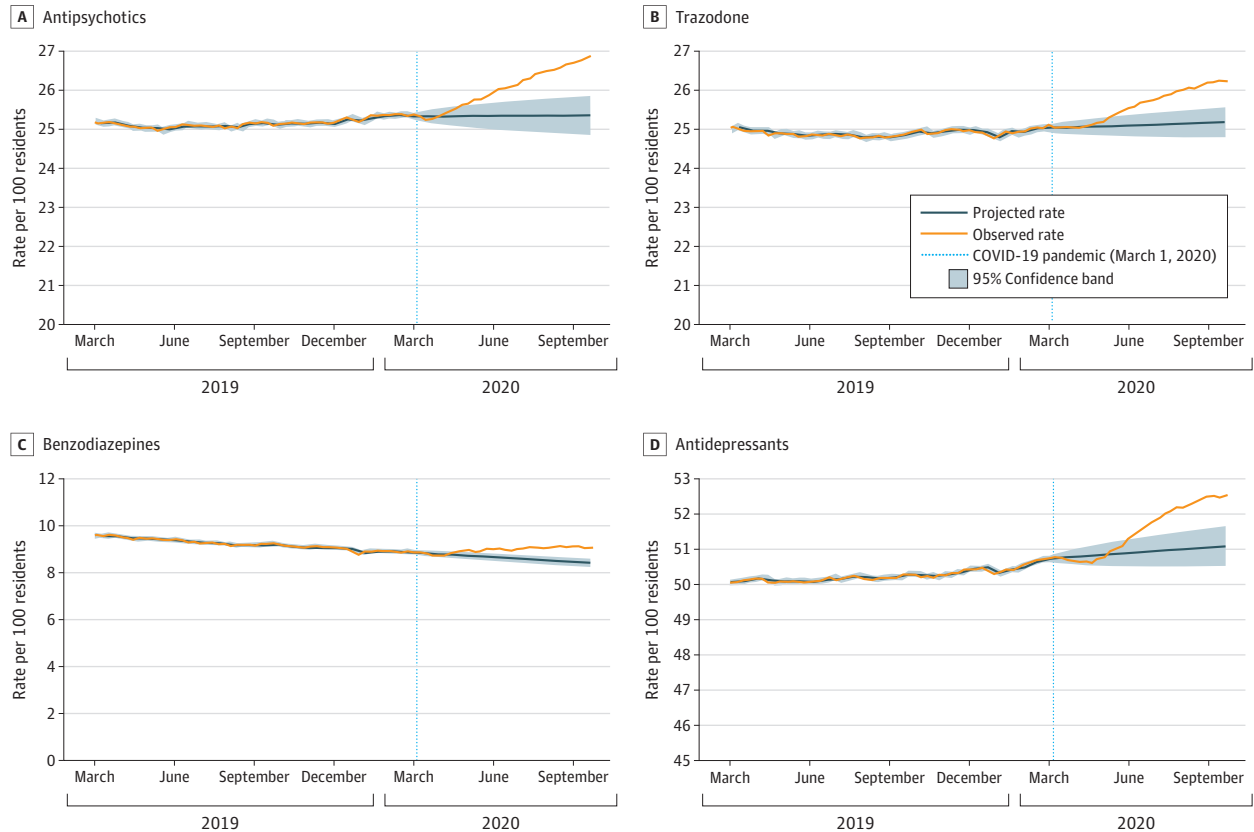 A Antipsychotics
Rate per 100 residents
27
26
25
24
23
22
21
20
March June September December March June September
2019 2020
B Trazodone
Rate per 100 residents
27
26
25
24
23
22
21
20
Projected rate
Observed rate
COVID-19 pandemic (March 1, 2020)
95% Confidence band
March June September December March June September
2019 2020
C Benzodiazepines
Rate per 100 residents
12
10
8
6
4
2
0
March June September December March June September
2019 2020
D Antidepressants
Rate per 100 residents
53
52
51
50
49
48
47
46
45
March June September December March June September
2019 2020